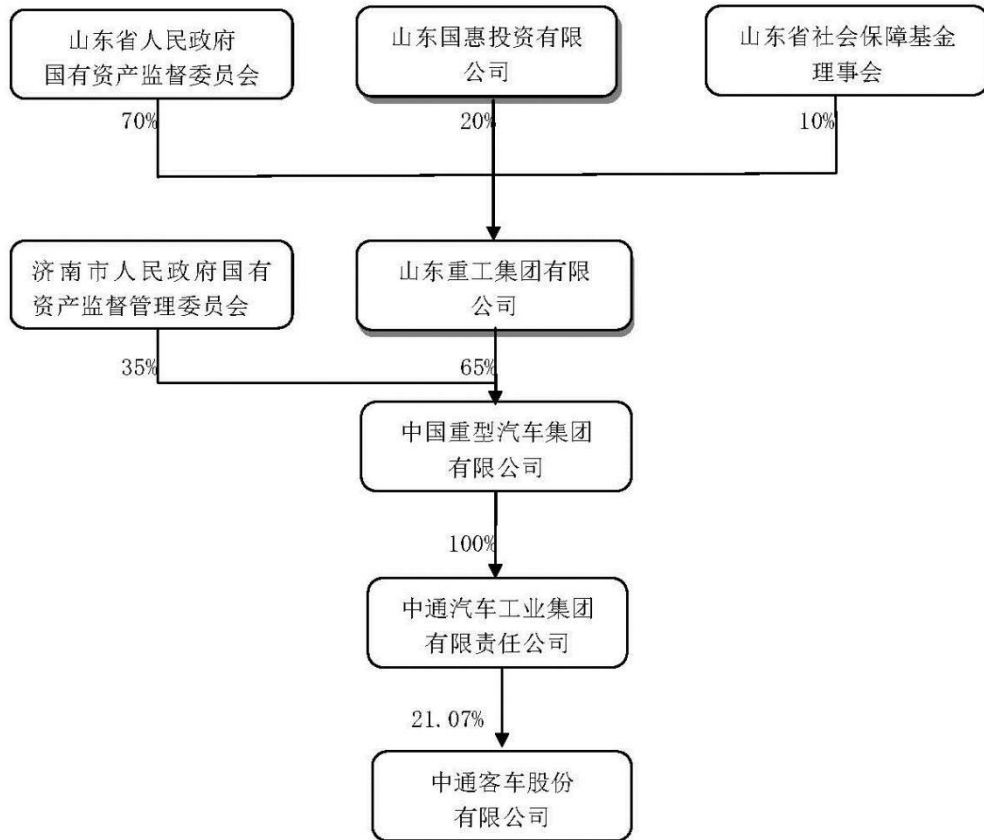 山东省人民政府
国有资产监督委员会
山东国惠投资有限
公司
山东省社会保障基金
理事会
70%
20%
10%
济南市人民政府国有
资产监督管理委员会
山东重工集团有限
公司
35%
65%
中国重型汽车集团
有限公司
100%
中通汽车工业集团
有限责任公司
21.07%
中通客车股份
有限公司